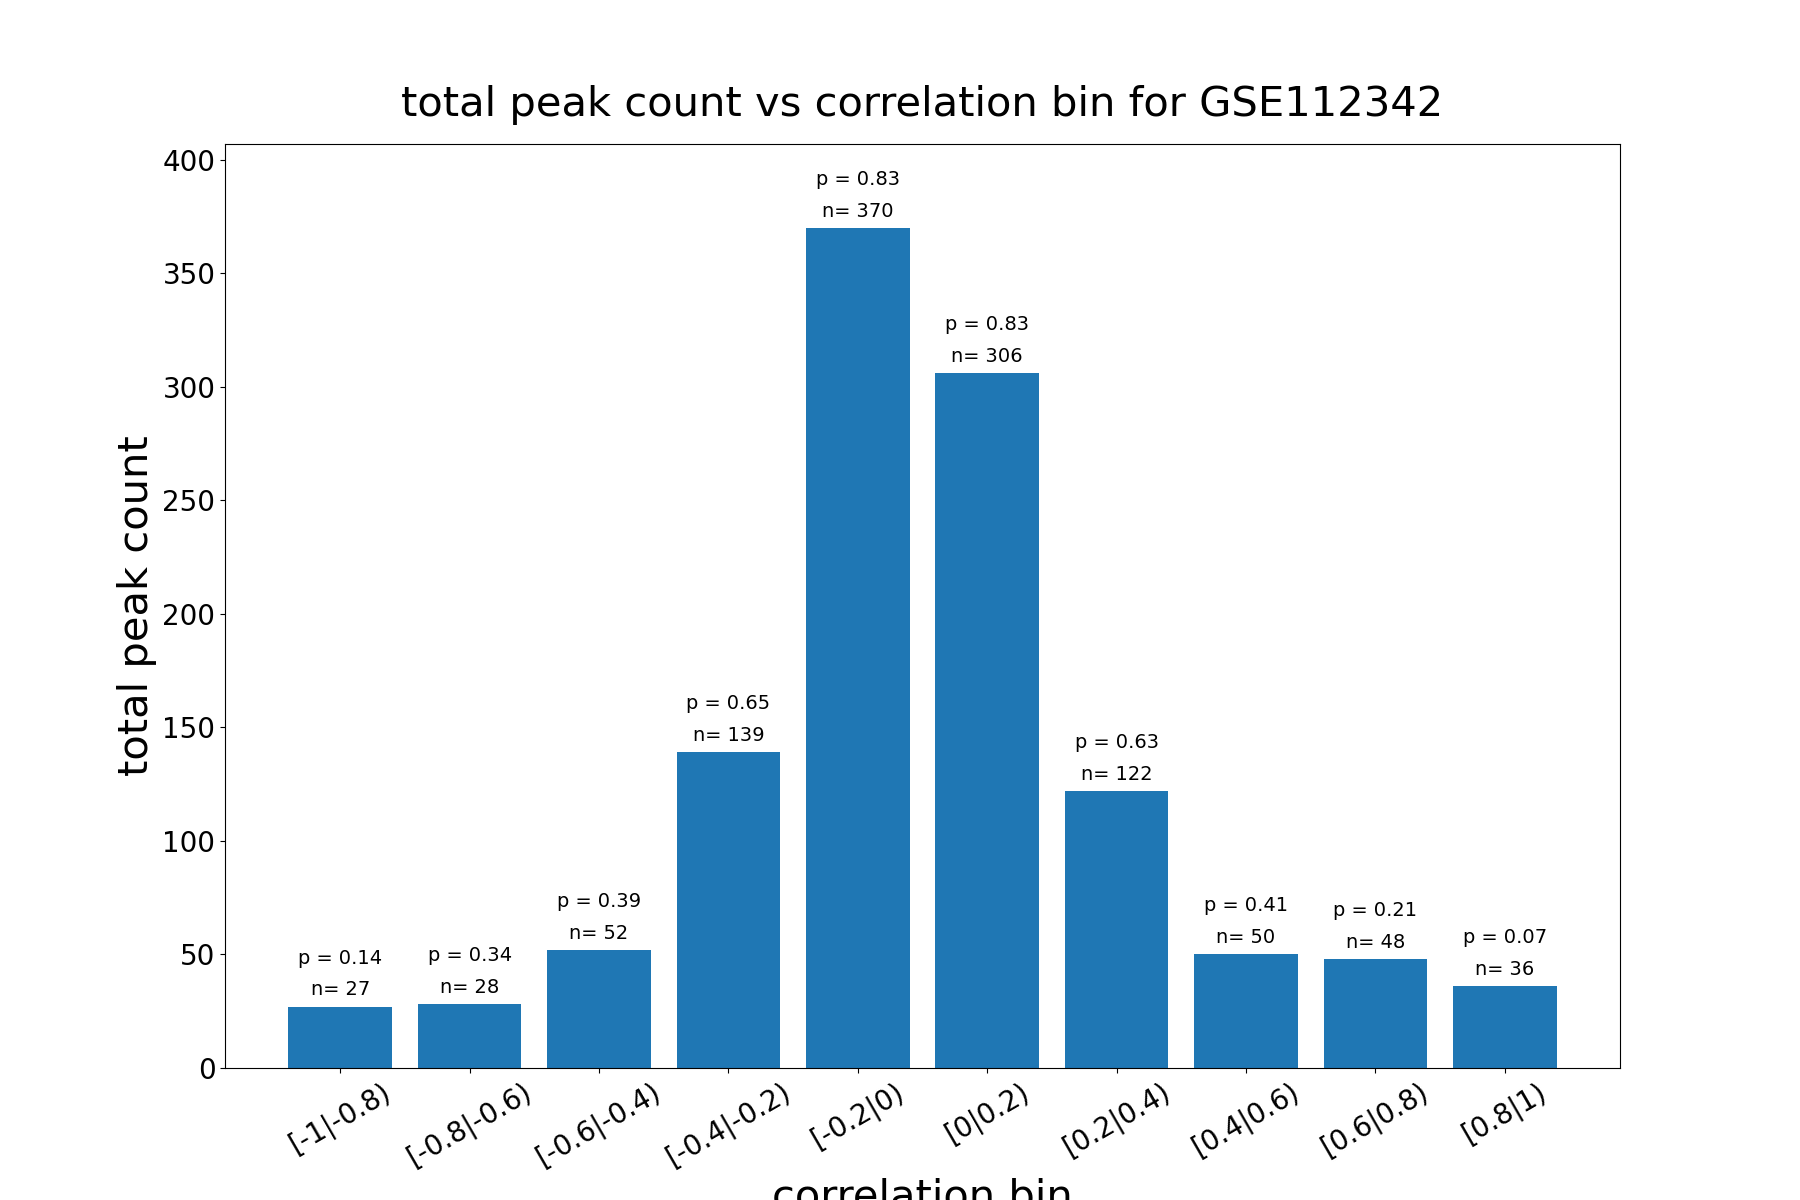 total peak count vs correlation bin for GSE112342
total peak count
400
350
300
250
200
150
100
50
0
p = 0.14
n= 27
p = 0.34
n= 28
p = 0.39
n= 52
p = 0.65
n= 139
p = 0.83
n= 370
p = 0.83
n= 306
p = 0.63
n= 122
p = 0.41
n= 50
p = 0.21
n= 48
p = 0.07
n= 36
[-1|-0.8)
[-0.8|-0.6)
[-0.6|-0.4)
[-0.4|-0.2)
[-0.2|0)
[0|0.2)
[0.2|0.4)
[0.4|0.6)
[0.6|0.8)
[0.8|1)
correlation bin